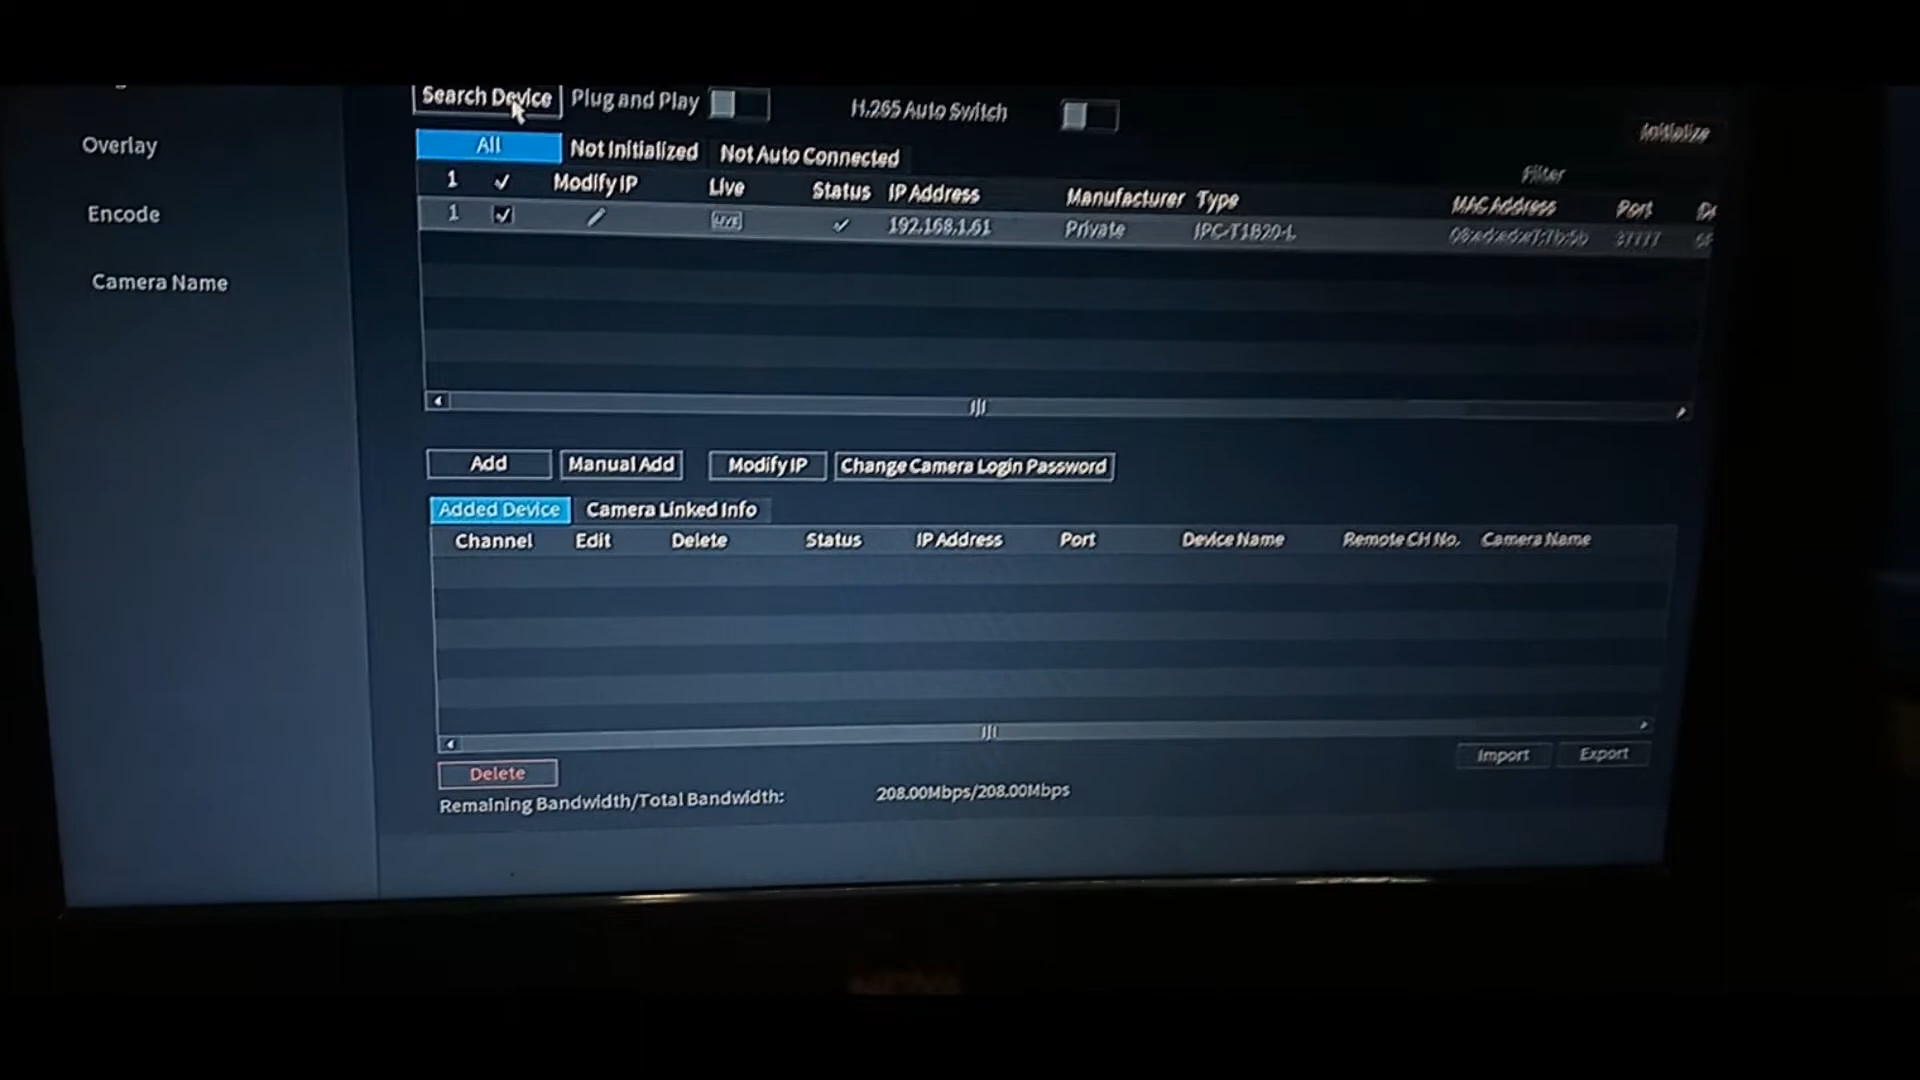 Search Device Plug and Play H.265 Auto Switch
Initialize
Overlay
All Not Initialized Not Auto Connected
Filter
1 Modify IP Live Status IP Address Manufacturer Type MAC Address Port
1 LIVE 192.168.1.61 Private IPC-T1B20-L 37777
Encode
Camera Name
Add Manual Add Modify IP Change Camera Login Password
Added Device Camera Linked Info
Channel Edit Delete Status IP Address Port Device Name Remote CH No. Camera Name
Import Export
Delete
Remaining Bandwidth/Total Bandwidth: 208.00Mbps/208.00Mbps